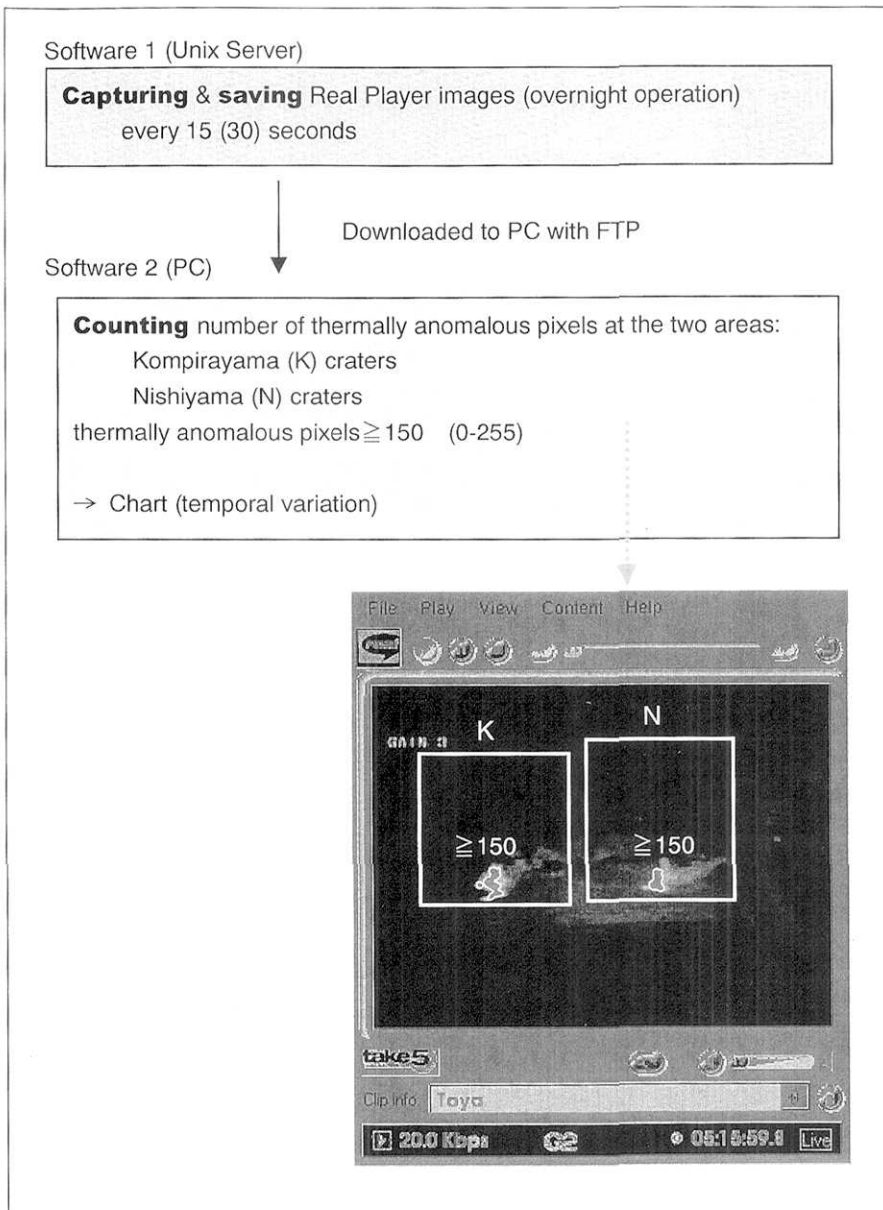 Software 1 (Unix Server)
Capturing & saving Real Player images (overnight operation)
every 15 (30) seconds
Downloaded to PC with FTP
Software 2 (PC)
Counting number of thermally anomalous pixels at the two areas:
Kompirayama (K) craters
Nishiyama (N) craters
thermally anomalous pixels≧150 (0-255)
→ Chart (temporal variation)
File Play View Content Help
K N
GAIN 3
≧150 ≧150
take5
Clip Info Toya
20.0 Kbps G2 05:15:59.8 Live